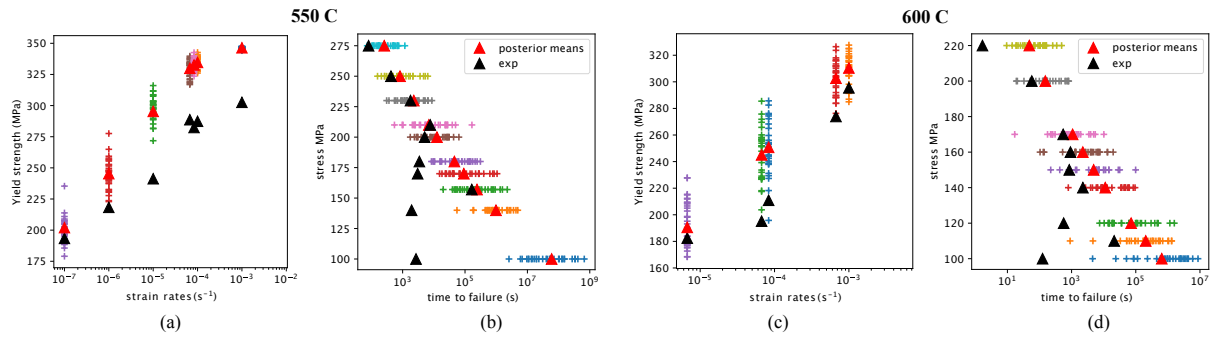 550 C
600 C
350
325
300
275
250
225
200
175
Yield strength (MPa)
10⁻⁷
10⁻⁶
10⁻⁵
10⁻⁴
10⁻³
10⁻²
strain rates (s⁻¹)
(a)
275
250
225
200
175
150
125
100
stress MPa
posterior means
exp
10³
10⁵
10⁷
10⁹
time to failure (s)
(b)
340
320
300
280
260
240
220
200
180
160
Yield strength (MPa)
10⁻⁵
10⁻⁴
10⁻³
strain rates (s⁻¹)
(c)
220
200
180
160
140
120
100
stress MPa
posterior means
exp
10¹
10³
10⁵
10⁷
time to failure (s)
(d)